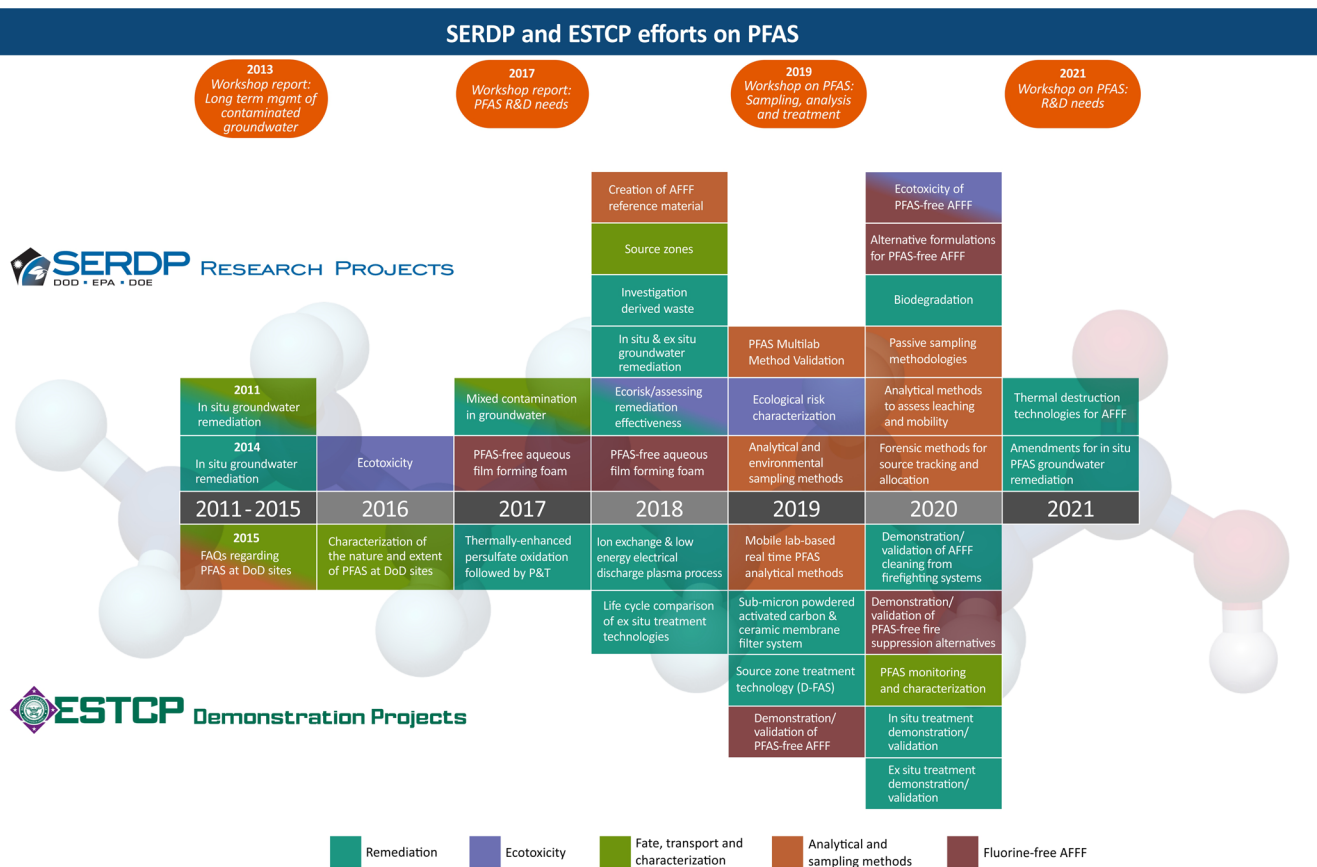 SERDP and ESTCP efforts on PFAS
2013
Workshop report:
Long term mgmt of
contaminated
groundwater
2017
Workshop report:
PFAS R&D needs
2019
Workshop on PFAS:
Sampling, analysis
and treatment
2021
Workshop on PFAS:
R&D needs
SERDP RESEARCH PROJECTS
DOD • EPA • DOE
Creation of AFFF
reference material
Ecotoxicity of
PFAS-free AFFF
Source zones
Alternative formulations
for PFAS-free AFFF
Investigation
derived waste
Biodegradation
In situ & ex situ
groundwater
remediation
PFAS Multilab
Method Validation
Passive sampling
methodologies
2011
In situ groundwater
remediation
Mixed contamination
in groundwater
Ecorisk/assessing
remediation
effectiveness
Ecological risk
characterization
Analytical methods
to assess leaching
and mobility
Thermal destruction
technologies for AFFF
2014
In situ groundwater
remediation
Ecotoxicity
PFAS-free aqueous
film forming foam
PFAS-free aqueous
film forming foam
Analytical and
environmental
sampling methods
Forensic methods for
source tracking and
allocation
Amendments for in situ
PFAS groundwater
remediation
2011 - 2015
2016
2017
2018
2019
2020
2021
2015
FAQs regarding
PFAS at DoD sites
Characterization of
the nature and extent
of PFAS at DoD sites
Thermally-enhanced
persulfate oxidation
followed by P&T
Ion exchange & low
energy electrical
discharge plasma process
Mobile lab-based
real time PFAS
analytical methods
Demonstration/
validation of AFFF
cleaning from
firefighting systems
Life cycle comparison
of ex situ treatment
technologies
Sub-micron powdered
activated carbon &
ceramic membrane
filter system
Demonstration/
validation of
PFAS-free fire
suppression alternatives
Source zone treatment
technology (D-FAS)
PFAS monitoring
and characterization
ESTCP Demonstration Projects
Demonstration/
validation of
PFAS-free AFFF
In situ treatment
demonstration/
validation
Ex situ treatment
demonstration/
validation
Remediation
Ecotoxicity
Fate, transport and
characterization
Analytical and
sampling methods
Fluorine-free AFFF